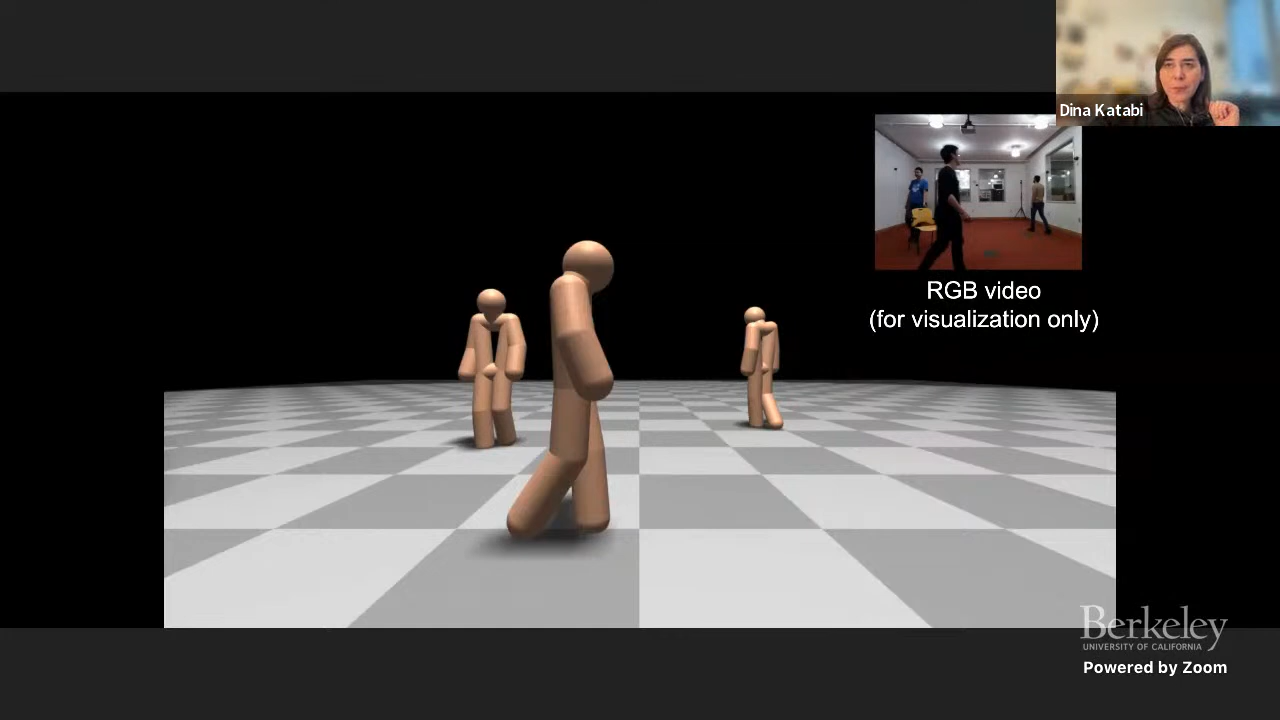 Dina Katabi
RGB video
(for visualization only)
Berkeley
UNIVERSITY OF CALIFORNIA
Powered by Zoom